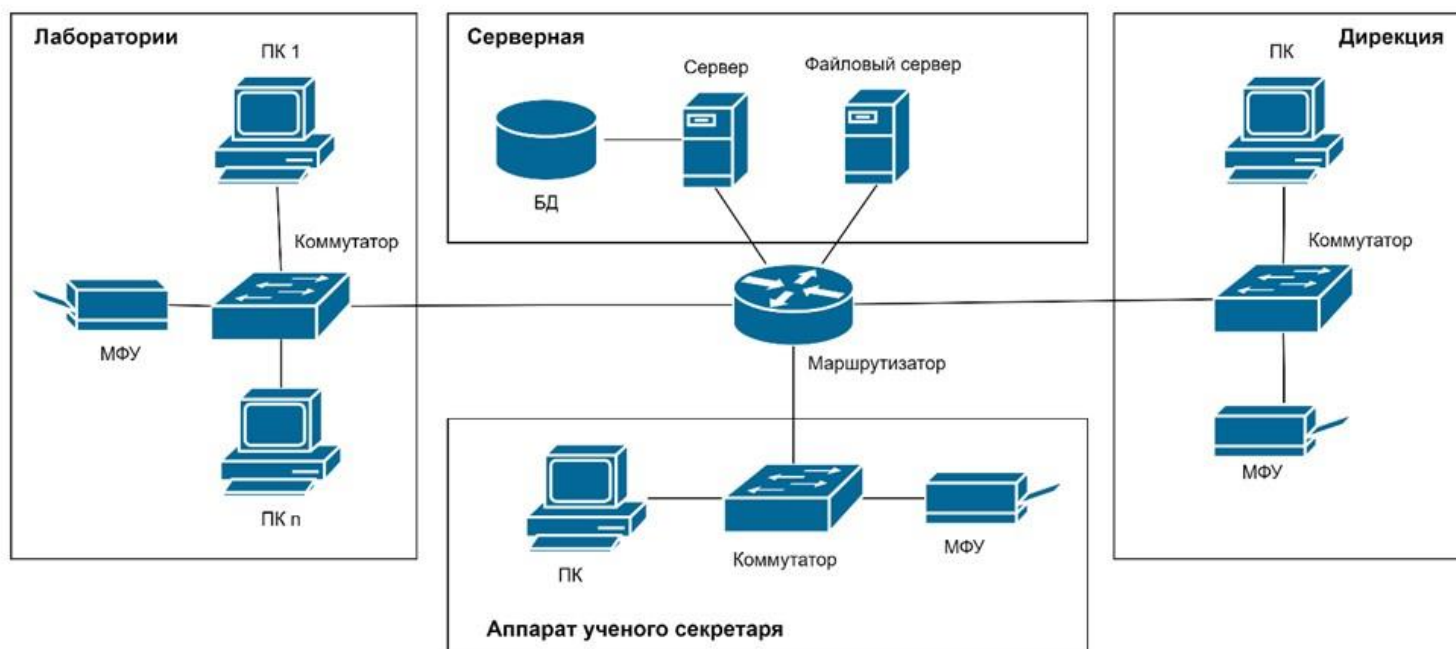 Лаборатории
ПК 1
Коммутатор
МФУ
ПК n
Серверная
Сервер
Файловый сервер
БД
Маршрутизатор
Дирекция
ПК
Коммутатор
МФУ
ПК
Коммутатор
МФУ
Аппарат ученого секретаря